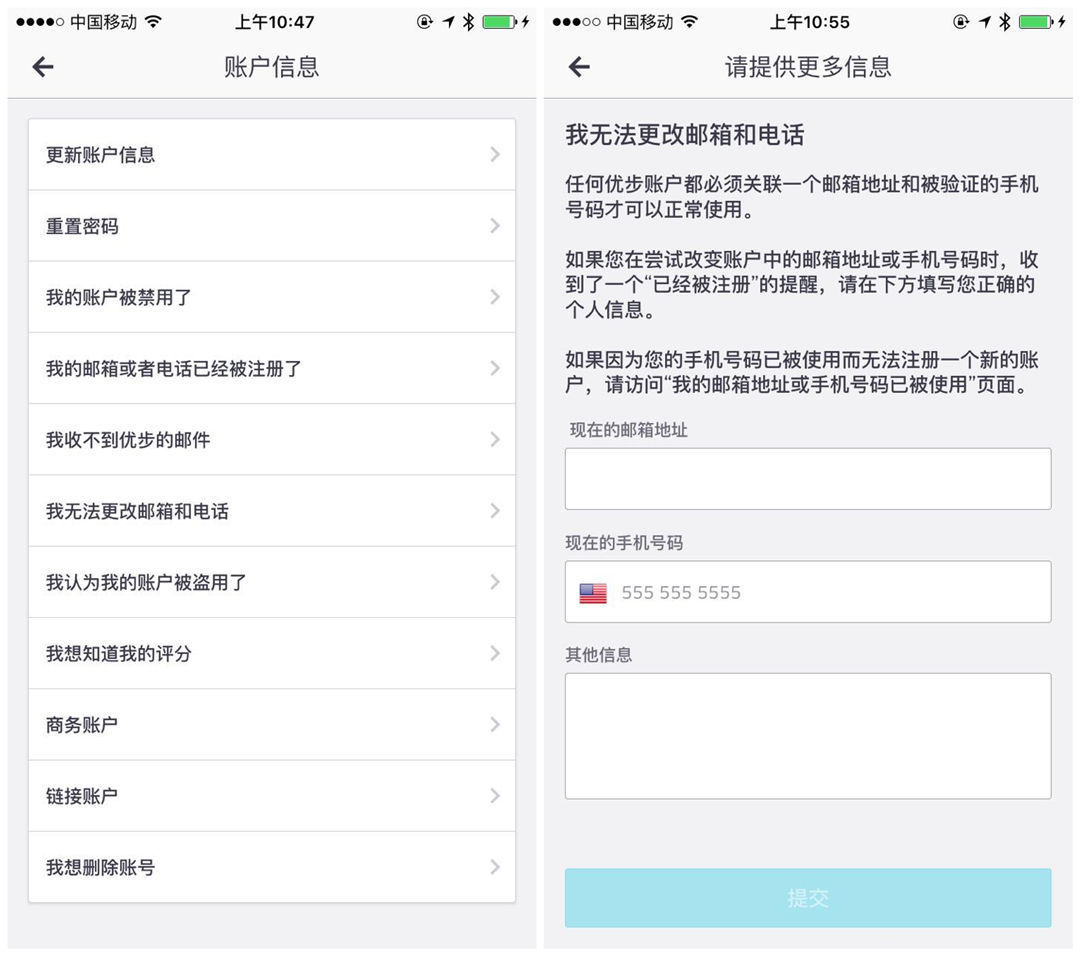 中国移动 上午10:47
账户信息
更新账户信息
重置密码
我的账户被禁用了
我的邮箱或者电话已经被注册了
我收不到优步的邮件
我无法更改邮箱和电话
我认为我的账户被盗用了
我想知道我的评分
商务账户
链接账户
我想删除账号
中国移动 上午10:55
请提供更多信息
我无法更改邮箱和电话
任何优步账户都必须关联一个邮箱地址和被验证的手机
号码才可以正常使用。
如果您在尝试改变账户中的邮箱地址或手机号码时，收
到了一个“已经被注册”的提醒，请在下方填写您正确的
个人信息。
如果因为您的手机号码已被使用而无法注册一个新的账
户，请访问“我的邮箱地址或手机号码已被使用”页面。
现在的邮箱地址
现在的手机号码
555 555 5555
其他信息
提交